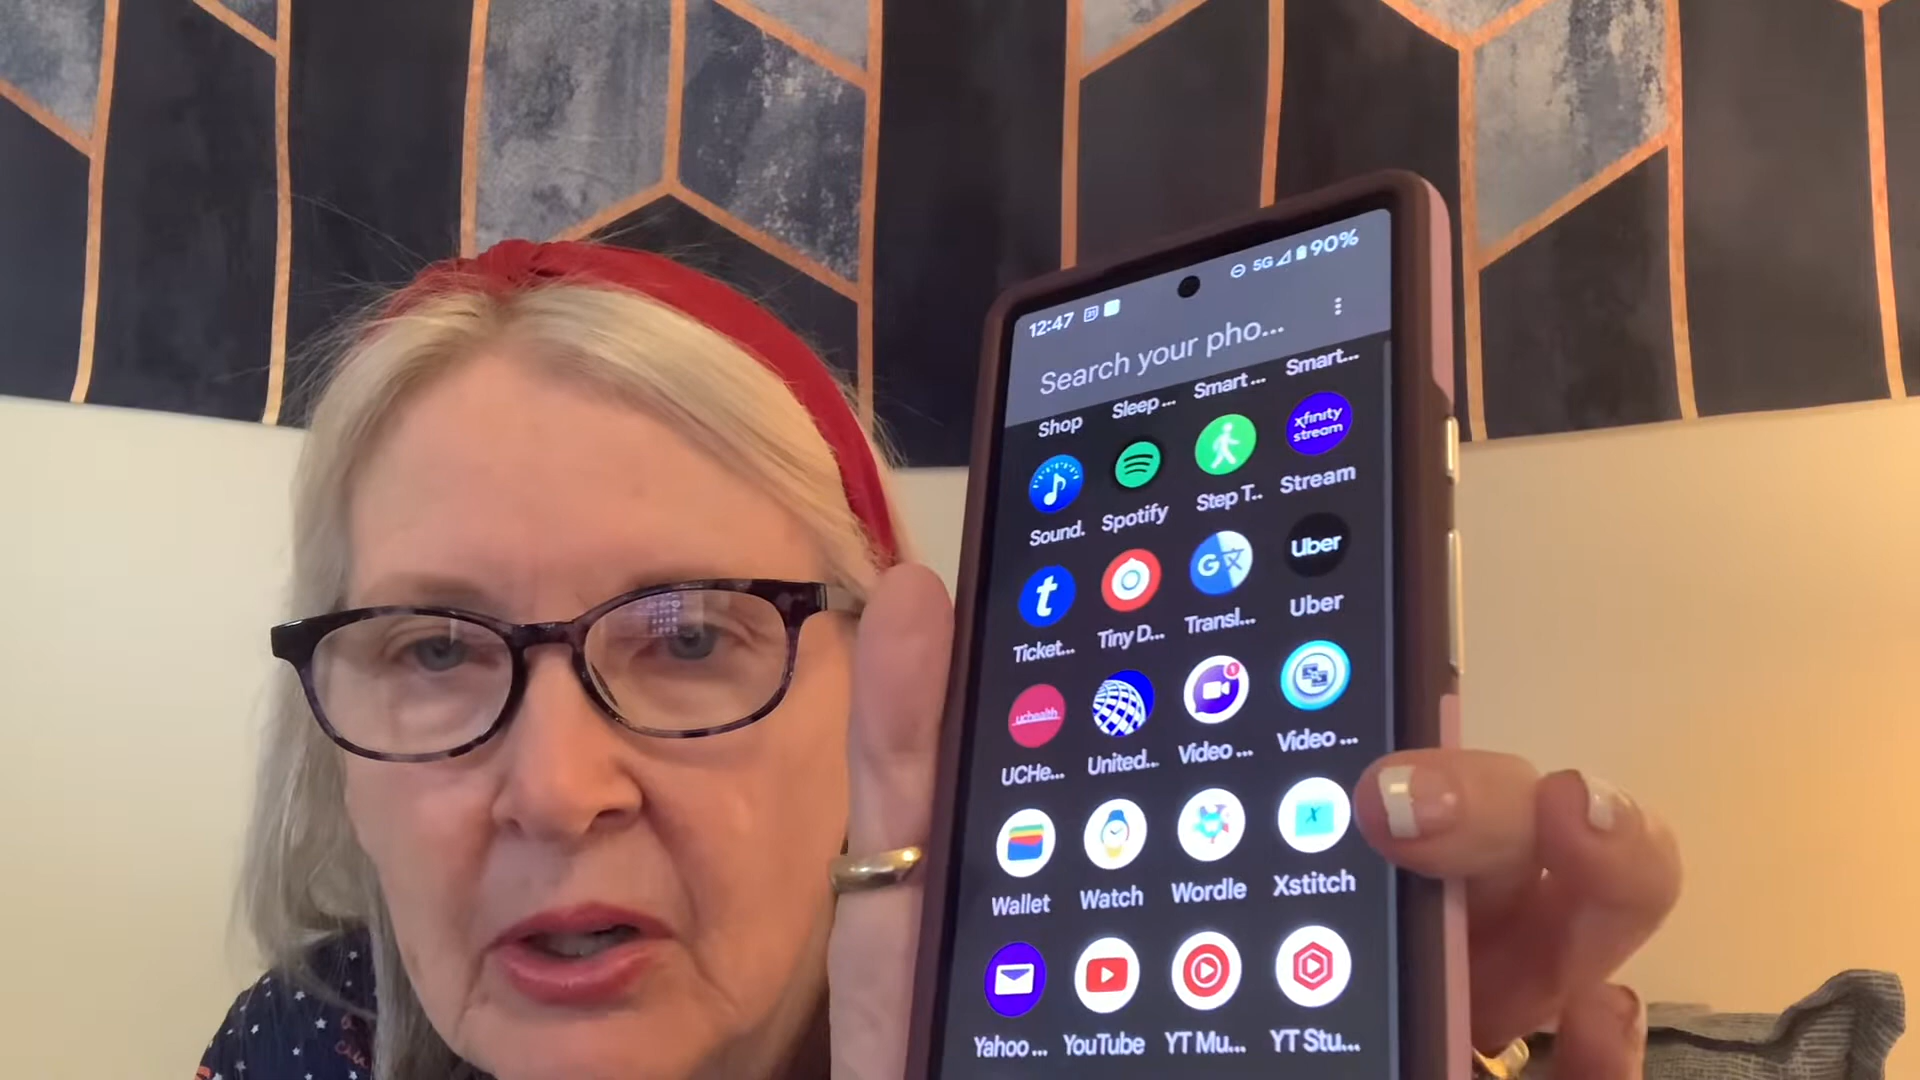 12:47 5G 90%
Search your pho...
Shop Sleep ... Smart ... Smart...
xfinity
stream
Sound. Spotify Step T.. Stream
t G Uber
Ticket... Tiny D... Transl... Uber
uchealth 1
UCHe... United... Video ... Video ...
X
Wallet Watch Wordle Xstitch
Yahoo ... YouTube YT Mu... YT Stu...